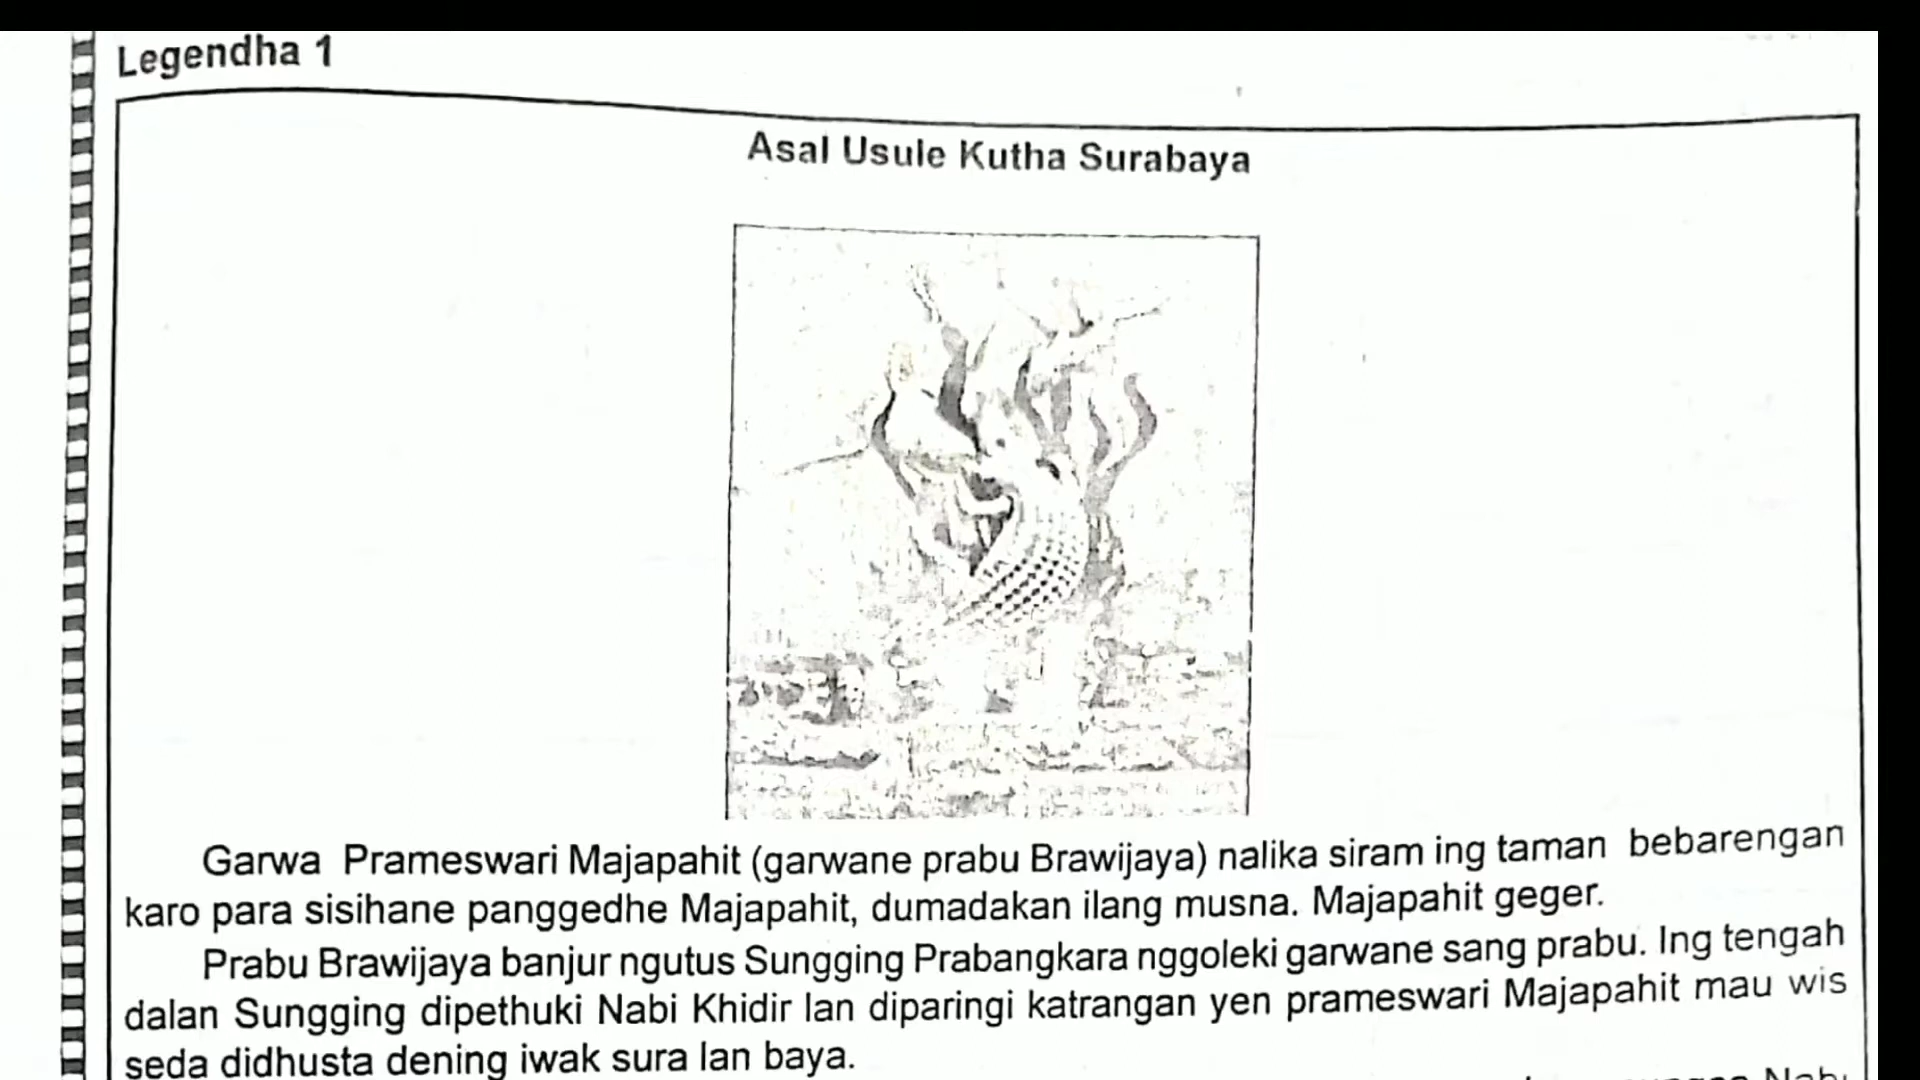 Legendha 1
Asal Usule Kutha Surabaya
Garwa Prameswari Majapahit (garwane prabu Brawijaya) nalika siram ing taman bebarengan
karo para sisihane panggedhe Majapahit, dumadakan ilang musna. Majapahit geger.
Prabu Brawijaya banjur ngutus Sungging Prabangkara nggoleki garwane sang prabu. Ing tengah
dalan Sungging dipethuki Nabi Khidir lan diparingi katrangan yen prameswari Majapahit mau wis
seda didhusta dening iwak sura lan baya.